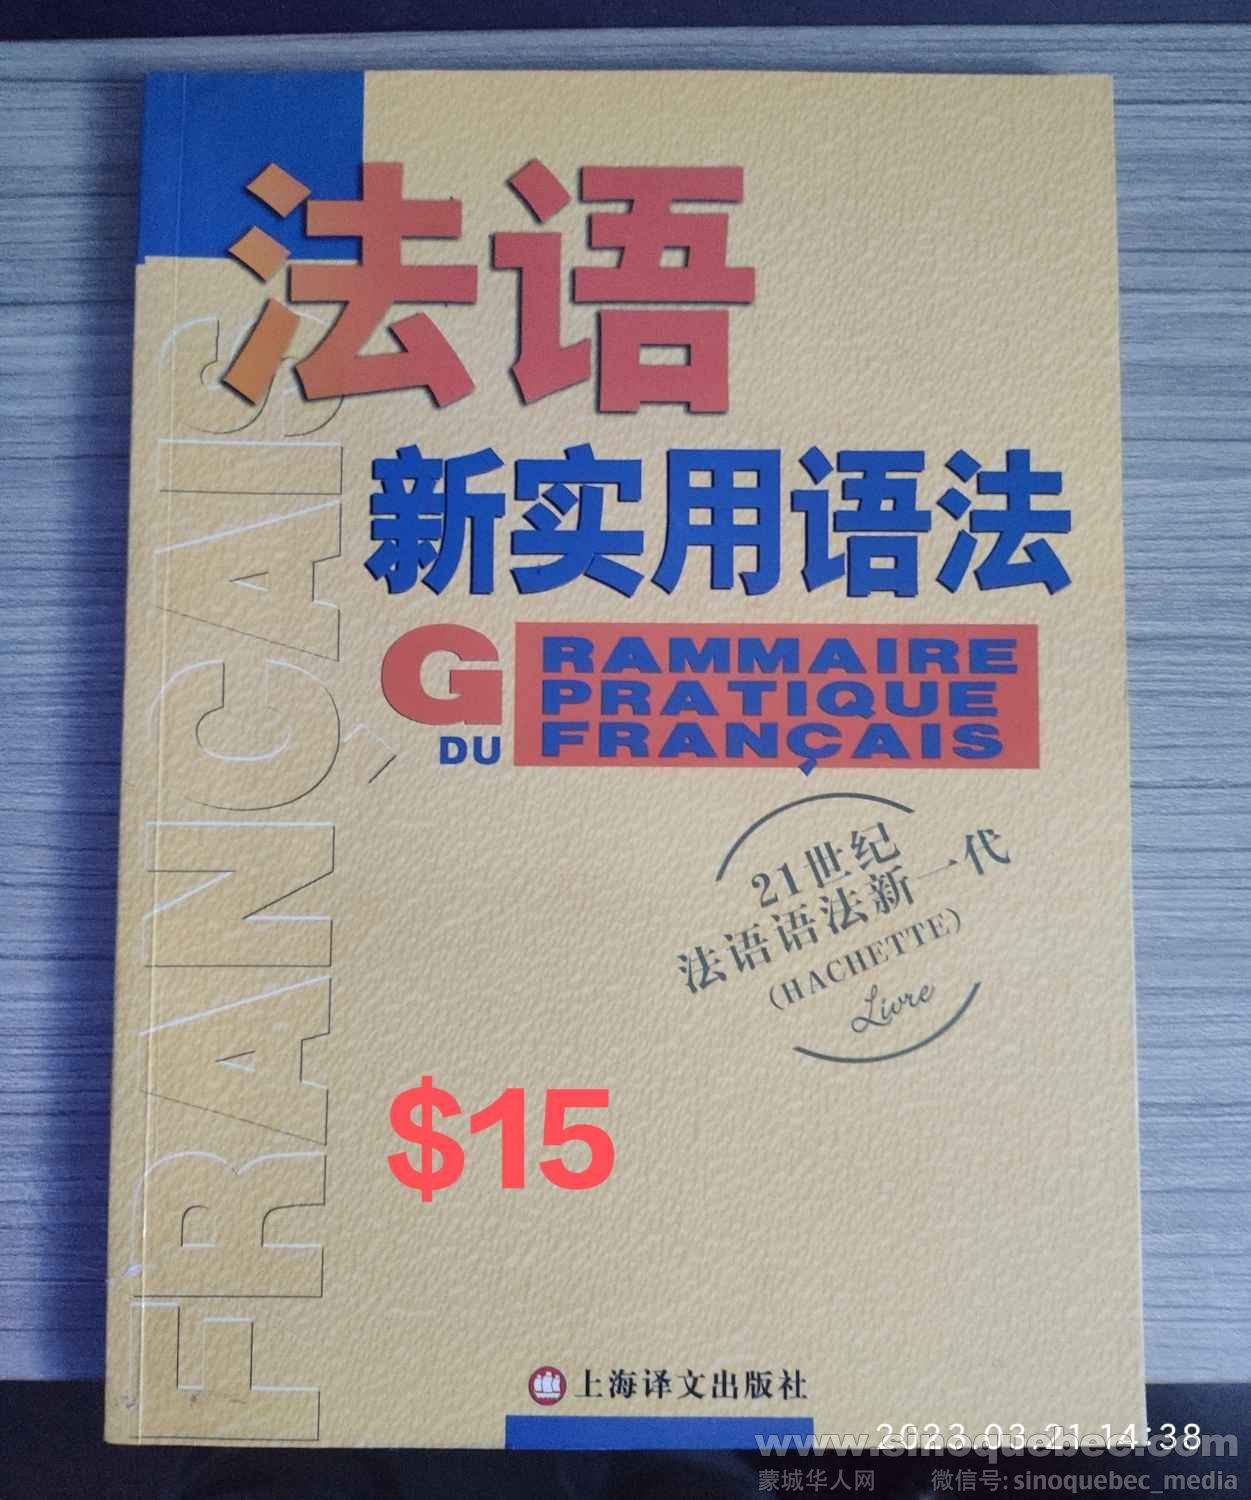 法语
新实用语法
GRAMMAIRE
PRATIQUE
DU FRANÇAIS
FRANÇAIS
21世纪
法语语法新一代
(HACHETTE)
Livre
$15
上海译文出版社
2023.03.21 14:38
www.sinoquebec.com
蒙城华人网 微信号: sinoquebec_media